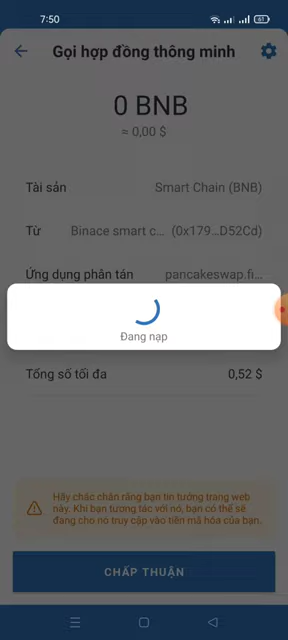 7:50
61
Gọi hợp đồng thông minh
0 BNB
≈ 0,00 $
Tài sản Smart Chain (BNB)
Từ Binace smart c... (0x179...D52Cd)
Ứng dụng phân tán pancakeswap.fi...
Đang nạp
Tổng số tối đa 0,52 $
Hãy chắc chắn rằng bạn tin tưởng trang web
này. Khi bạn tương tác với nó, bạn có thể sẽ
đang cho nó truy cập vào tiền mã hóa của bạn.
CHẤP THUẬN